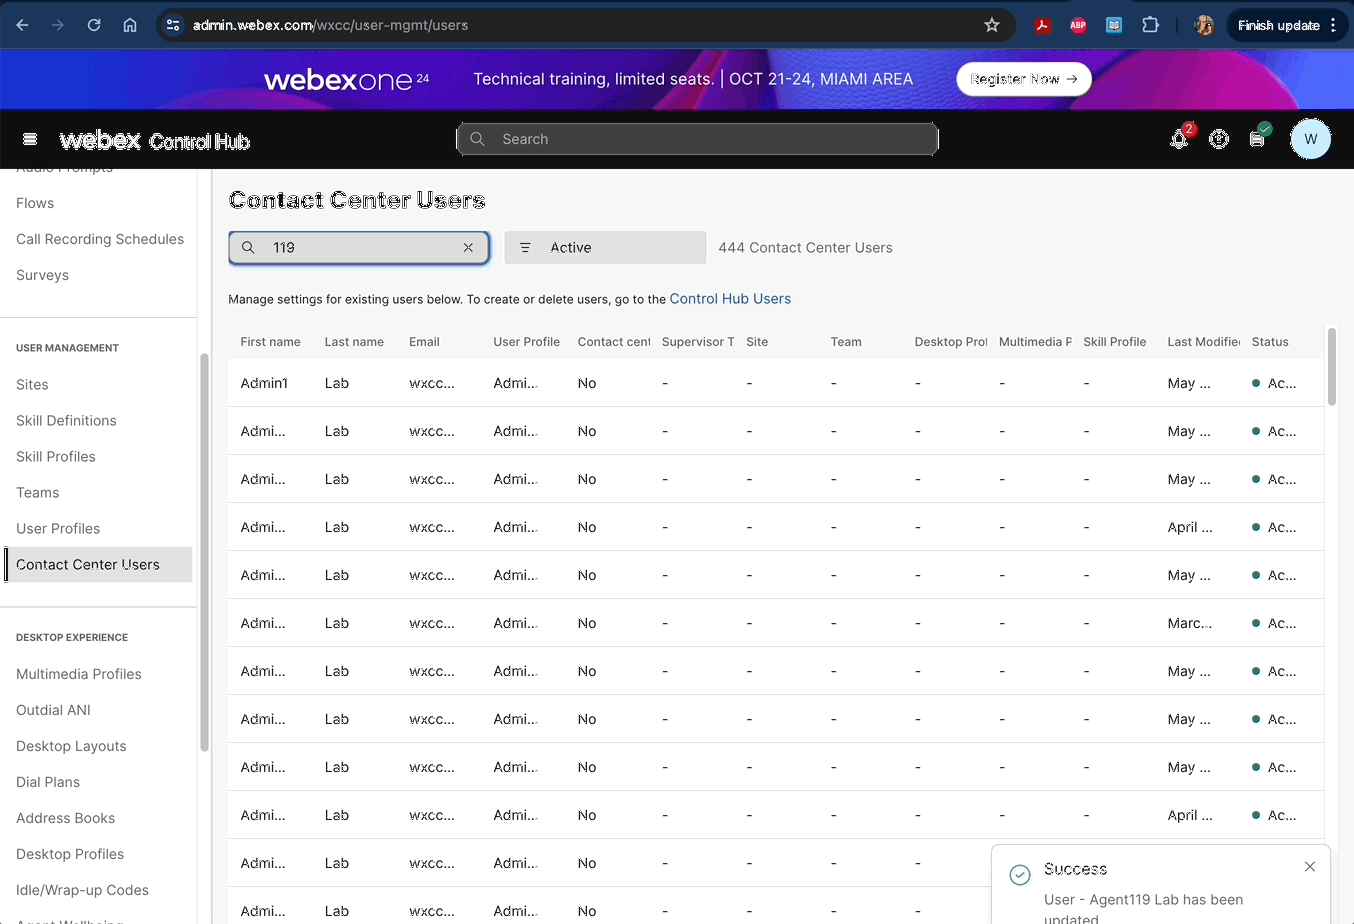 admin.webex.com/wxcc/user-mgmt/users
ABP
Finish update
webexone 24
Technical training, limited seats. | OCT 21-24, MIAMI AREA
Register Now →
webex Control Hub
Search
2
W
Audio Prompts
Flows
Call Recording Schedules
Surveys
USER MANAGEMENT
Sites
Skill Definitions
Skill Profiles
Teams
User Profiles
Contact Center Users
DESKTOP EXPERIENCE
Multimedia Profiles
Outdial ANI
Desktop Layouts
Dial Plans
Address Books
Desktop Profiles
Idle/Wrap-up Codes
Agent Wellbeing
Contact Center Users
119
Active
444 Contact Center Users
Manage settings for existing users below. To create or delete users, go to the Control Hub Users
First name Last name Email User Profile Contact cent Supervisor T Site Team Desktop Prof Multimedia P Skill Profile Last Modified Status
Admin1 Lab wxcc... Admi... No - - - - - - May ... Ac...
Admi... Lab wxcc... Admi... No - - - - - - May ... Ac...
Admi... Lab wxcc... Admi... No - - - - - - May ... Ac...
Admi... Lab wxcc... Admi... No - - - - - - April ... Ac...
Admi... Lab wxcc... Admi... No - - - - - - May ... Ac...
Admi... Lab wxcc... Admi... No - - - - - - Marc... Ac...
Admi... Lab wxcc... Admi... No - - - - - - May ... Ac...
Admi... Lab wxcc... Admi... No - - - - - - May ... Ac...
Admi... Lab wxcc... Admi... No - - - - - - May ... Ac...
Admi... Lab wxcc... Admi... No - - - - - - April ... Ac...
Admi... Lab wxcc... Admi... No - - - -
Admi... Lab wxcc... Admi... No - - - -
Success
User - Agent119 Lab has been
updated